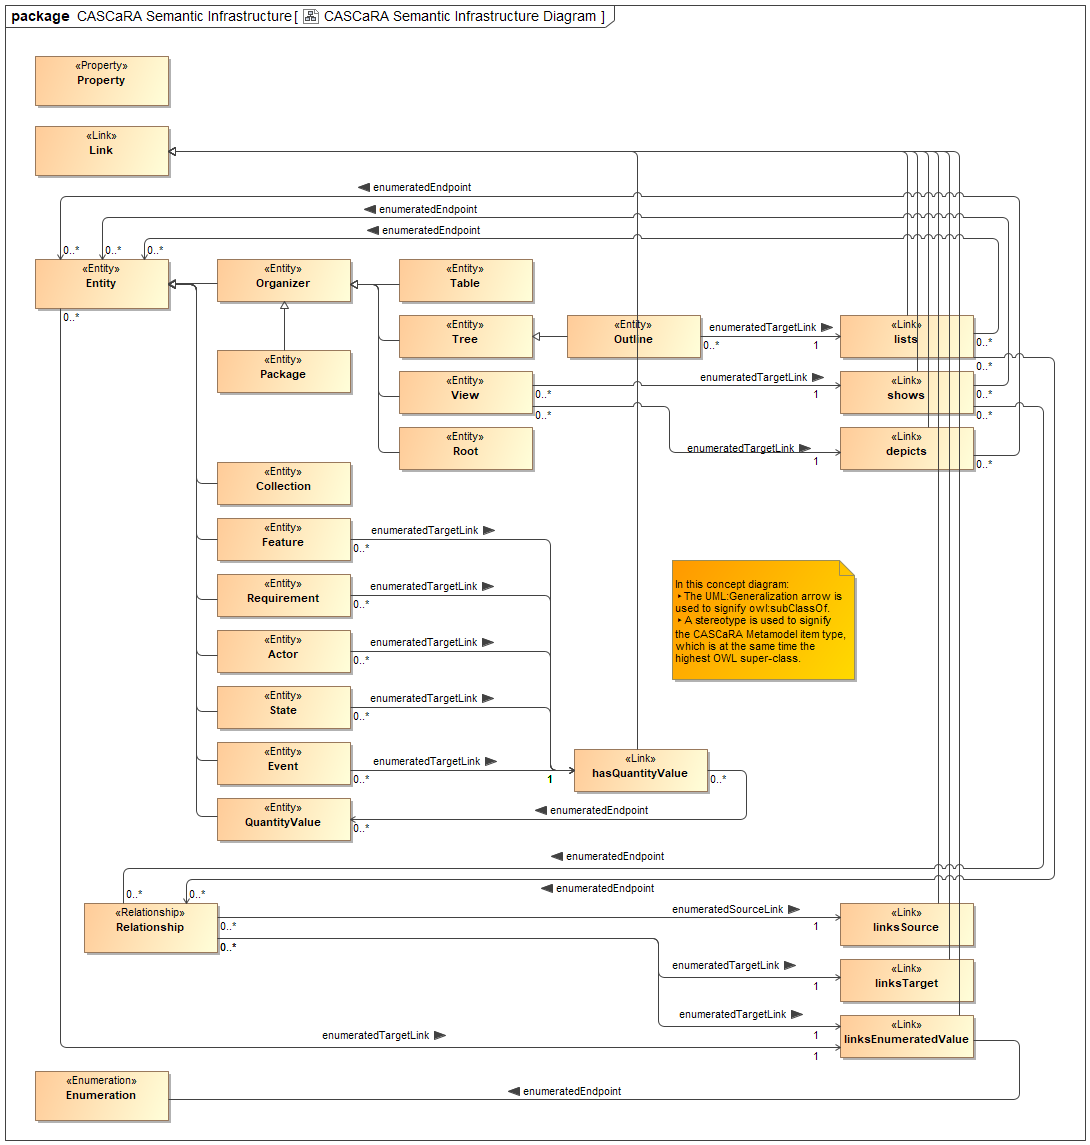 package CASCaRA Semantic Infrastructure [ CASCaRA Semantic Infrastructure Diagram ]
«Property»
Property
«Link»
Link
enumeratedEndpoint
enumeratedEndpoint
enumeratedEndpoint
0..* 0..* 0..*
«Entity»
Entity
0..*
«Entity»
Organizer
«Entity»
Table
«Entity»
Tree
«Entity»
Outline
0..*
enumeratedTargetLink
1
«Link»
lists
0..*
0..*
«Entity»
Package
«Entity»
View
0..*
0..*
enumeratedTargetLink
1
«Link»
shows
0..*
0..*
«Entity»
Root
enumeratedTargetLink
1
«Link»
depicts
0..*
«Entity»
Collection
«Entity»
Feature
0..*
enumeratedTargetLink
«Entity»
Requirement
0..*
enumeratedTargetLink
«Entity»
Actor
0..*
enumeratedTargetLink
«Entity»
State
0..*
enumeratedTargetLink
«Entity»
Event
0..*
enumeratedTargetLink
1
In this concept diagram:
‣ The UML:Generalization arrow is
used to signify owl:subClassOf.
‣ A stereotype is used to signify
the CASCaRA Metamodel item type,
which is at the same time the
highest OWL super-class.
«Link»
hasQuantityValue
0..*
enumeratedEndpoint
«Entity»
QuantityValue
0..*
enumeratedEndpoint
enumeratedEndpoint
0..* 0..*
«Relationship»
Relationship
0..*
0..*
enumeratedSourceLink
1
«Link»
linksSource
enumeratedTargetLink
1
«Link»
linksTarget
enumeratedTargetLink
1
«Link»
linksEnumeratedValue
enumeratedTargetLink
1
«Enumeration»
Enumeration
enumeratedEndpoint